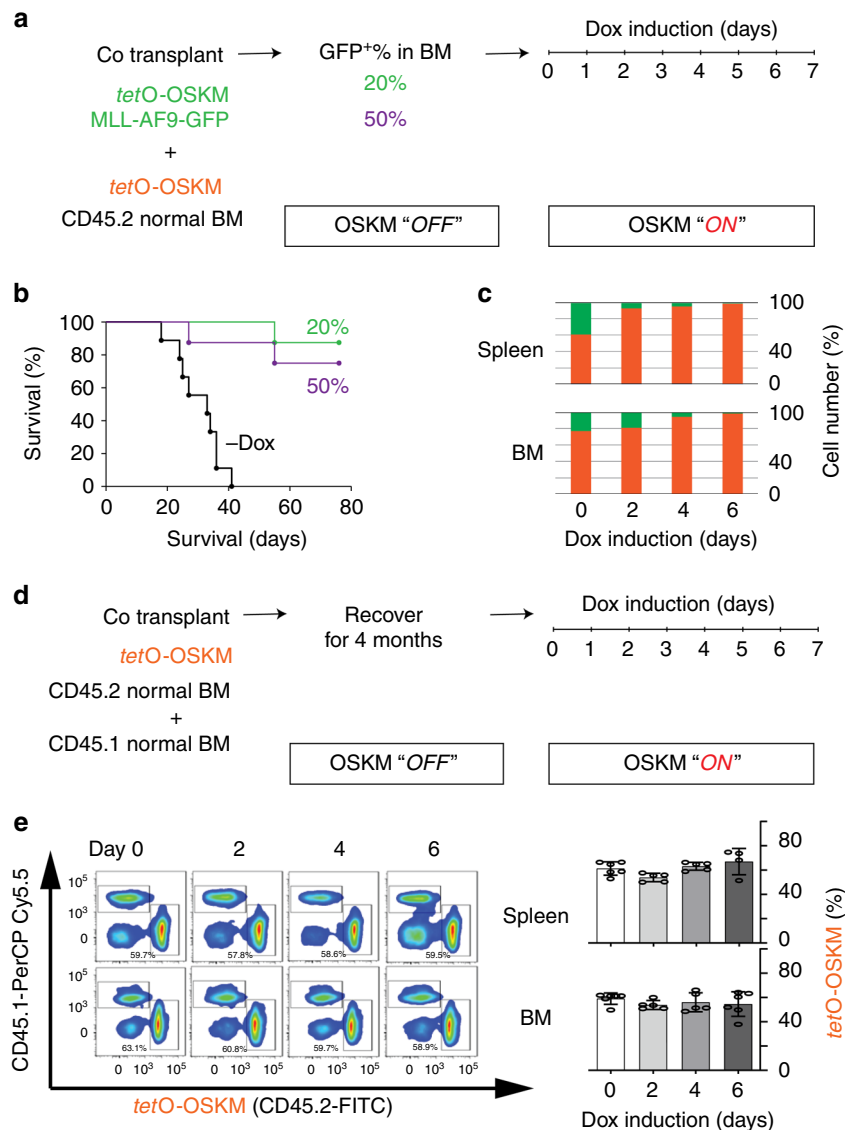 a
Co transplant
GFP⁺% in BM
Dox induction (days)
0 1 2 3 4 5 6 7
tetO-OSKM
MLL-AF9-GFP
20%
50%
+
tetO-OSKM
CD45.2 normal BM
OSKM “OFF”
OSKM “ON”
b
Survival (%)
100
80
60
40
20
0
20%
50%
–Dox
0 20 40 60 80
Survival (days)
c
Spleen
100
40
0
BM
100
40
0
Cell number (%)
0 2 4 6
Dox induction (days)
d
Co transplant
Recover
for 4 months
Dox induction (days)
0 1 2 3 4 5 6 7
tetO-OSKM
CD45.2 normal BM
+
CD45.1 normal BM
OSKM “OFF”
OSKM “ON”
e
CD45.1-PerCP Cy5.5
Day 0 2 4 6
10⁵
10³
0
59.7% 57.8% 58.6% 59.5%
10⁵
10³
0
63.1% 60.8% 59.7% 58.9%
0 10³ 10⁵ 0 10³ 10⁵ 0 10³ 10⁵ 0 10³ 10⁵
tetO-OSKM (CD45.2-FITC)
Spleen
80
40
0
BM
80
40
0
tetO-OSKM (%)
0 2 4 6
Dox induction (days)